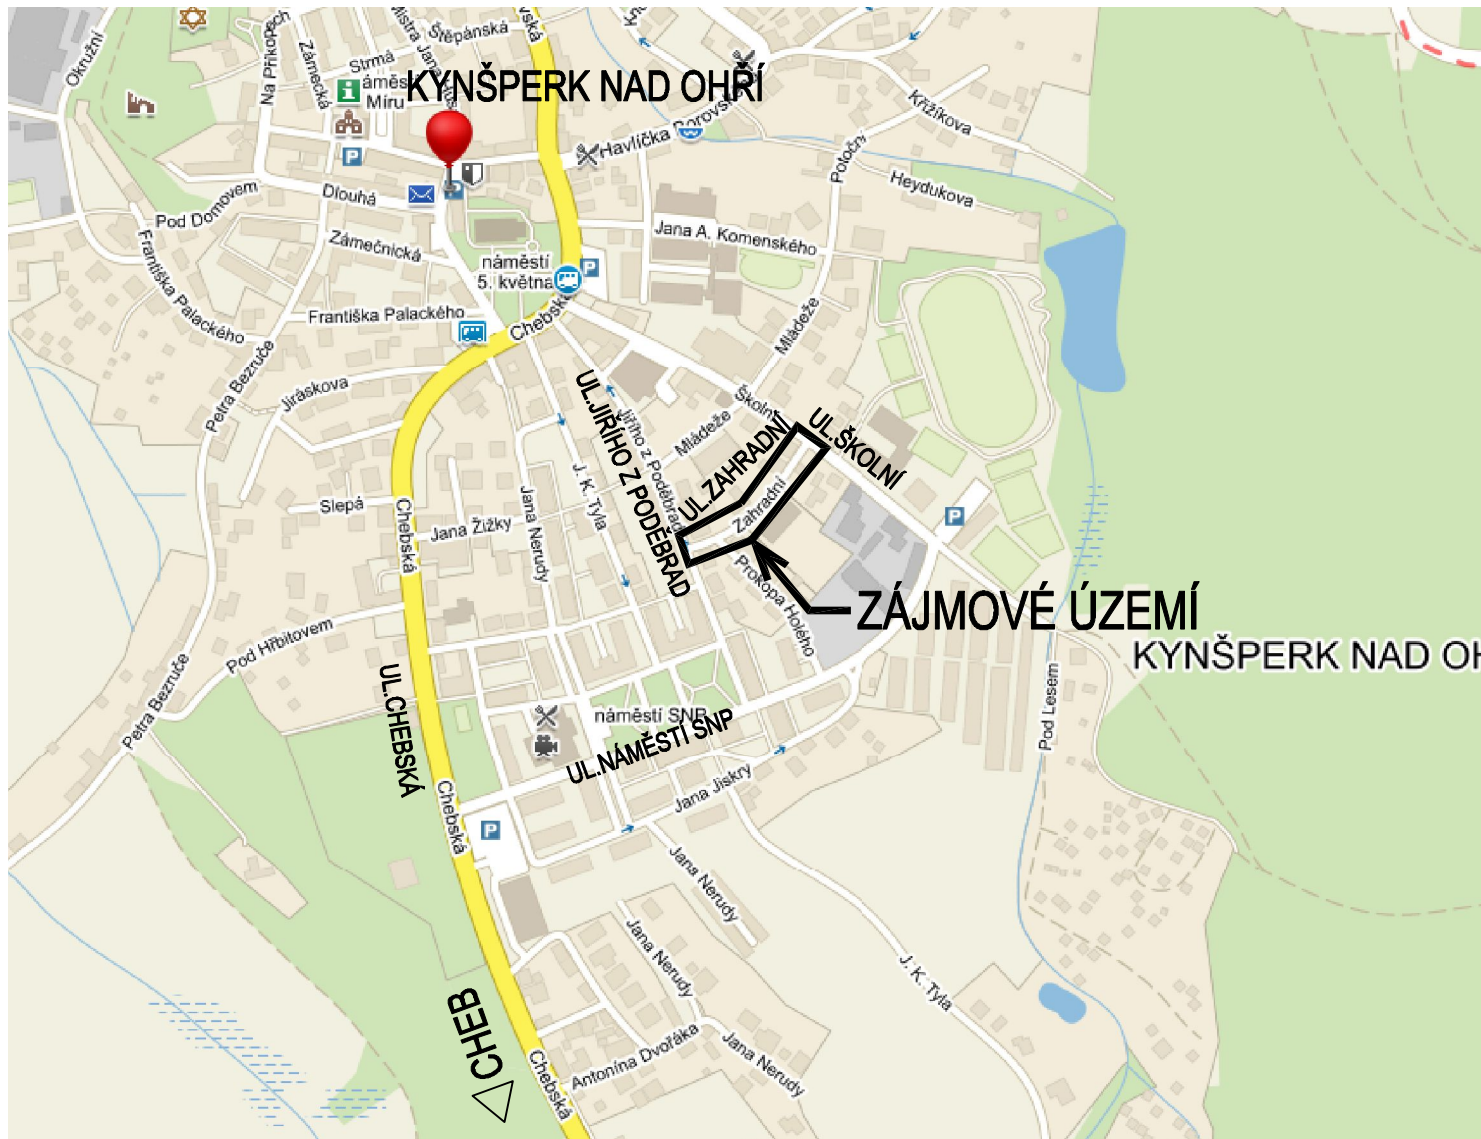 Okružní
Na Příkopech
Zámecká
Strmá
Štěpánská
KYNŠPERK NAD OHŘÍ
Míru
Havlíčka Borovského
Křižíkova
Potoční
Heydukova
Dlouhá
Pod Domovem
Zámečnická
Františka Palackého
Jana A. Komenského
náměstí
5. května
Františka Palackého
Chebská
Mládeže
Petra Bezruče
Jiráskova
Školní
Mládeže
UL.JIŘÍHO Z PODĚBRAD
Jiřího z Poděbrad
UL.ZAHRADNÍ
UL.ŠKOLNÍ
Zahradní
J. K. Tyla
Jana Nerudy
Slepá
Chebská
Jana Žižky
Prokopa Holého
ZÁJMOVÉ ÚZEMÍ
KYNŠPERK NAD OH
Pod Hřbitovem
Petra Bezruče
UL.CHEBSKÁ
náměstí SNP
UL.NÁMĚSTÍ SNP
Pod Lesem
Jana Jiskry
Chebská
Jana Nerudy
Jana Nerudy
J. K. Tyla
CHEB
Chebská
Antonína Dvořáka
Jana Nerudy